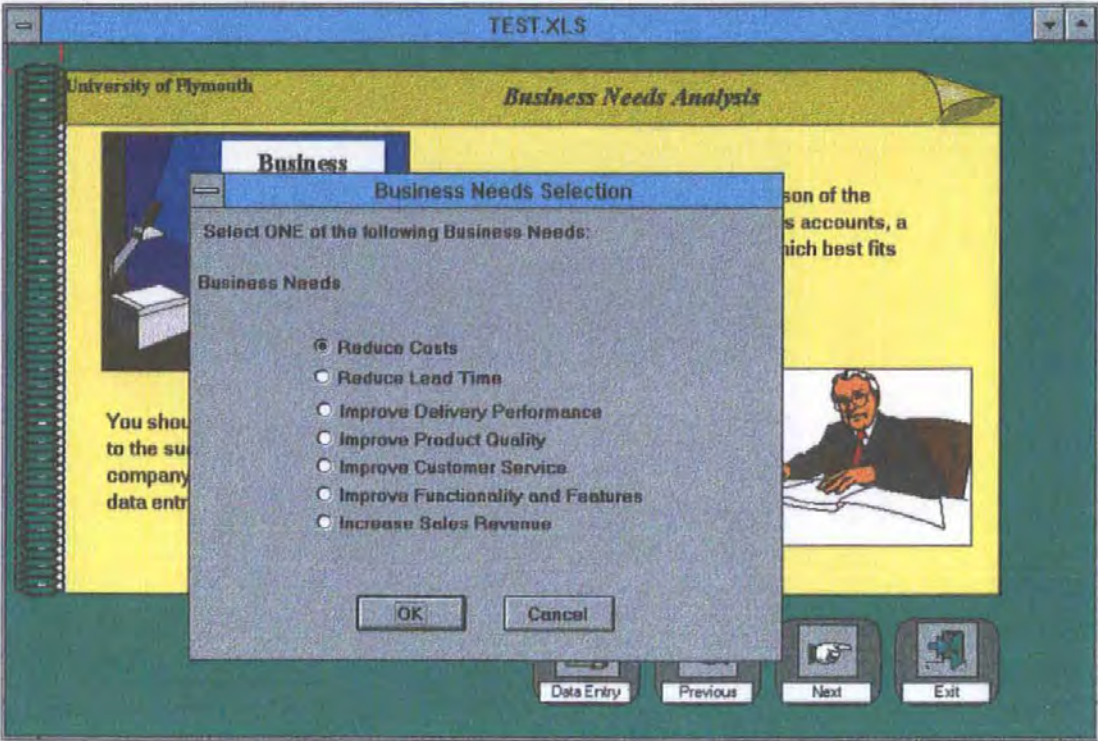 TEST.XLS
University of Plymouth
Business Needs Analysis
Business
son of the
s accounts, a
hich best fits
Business Needs Selection
Select ONE of the following Business Needs:
Business Needs
Reduce Costs
Reduce Lead Time
Improve Delivery Performance
Improve Product Quality
Improve Customer Service
Improve Functionality and Features
Increase Sales Revenue
OK
Cancel
You shou
to the su
company
data entr
Data Entry
Previous
Next
Exit